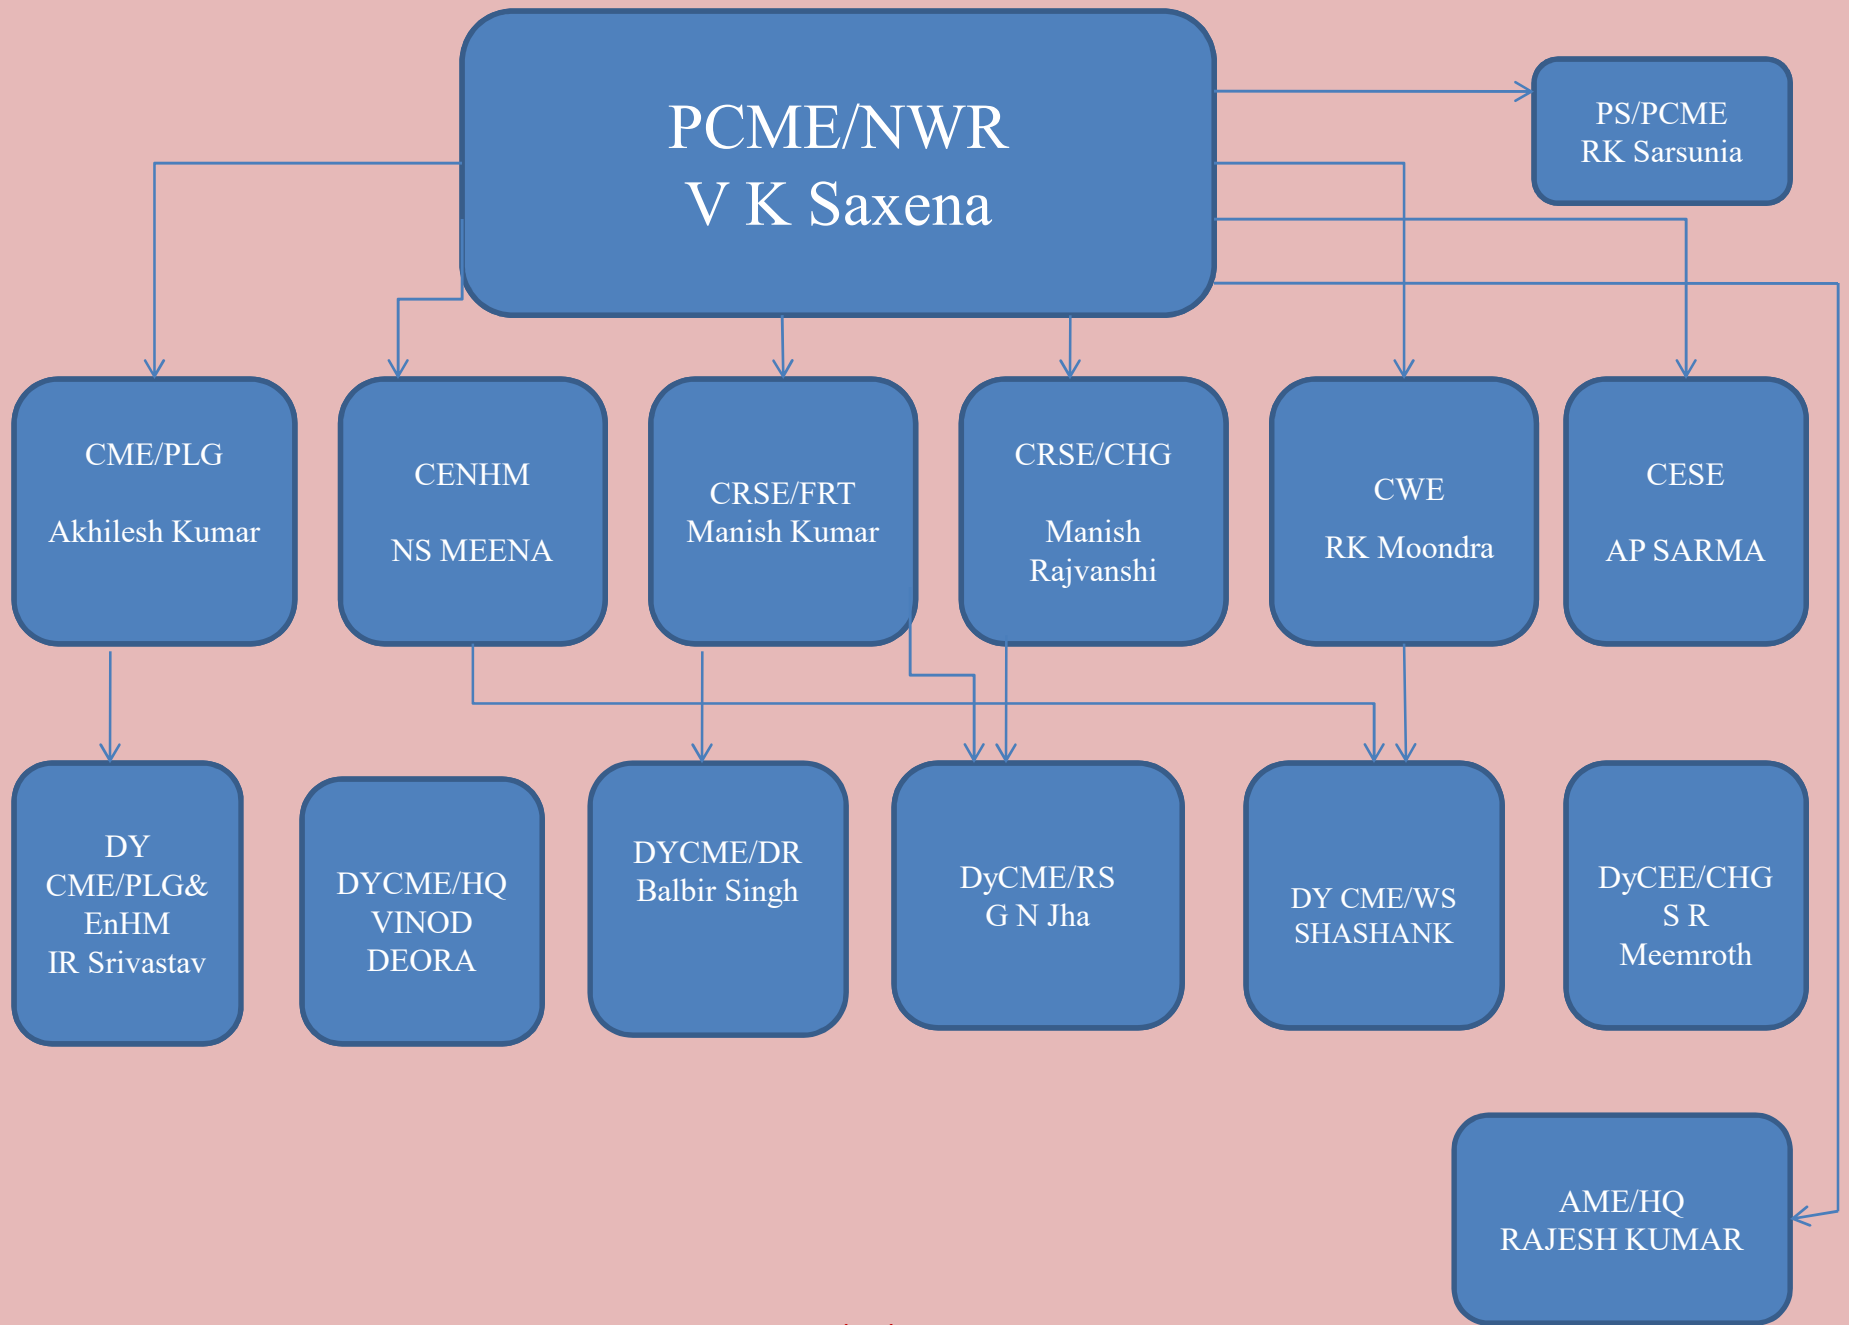 PCME/NWR
V K Saxena
PS/PCME
RK Sarsunia
CME/PLG
Akhilesh Kumar
CENHM
NS MEENA
CRSE/FRT
Manish Kumar
CRSE/CHG
Manish
Rajvanshi
CWE
RK Moondra
CESE
AP SARMA
DY
CME/PLG&
EnHM
IR Srivastav
DYCME/HQ
VINOD
DEORA
DYCME/DR
Balbir Singh
DyCME/RS
G N Jha
DY CME/WS
SHASHANK
DyCEE/CHG
S R
Meemroth
AME/HQ
RAJESH KUMAR